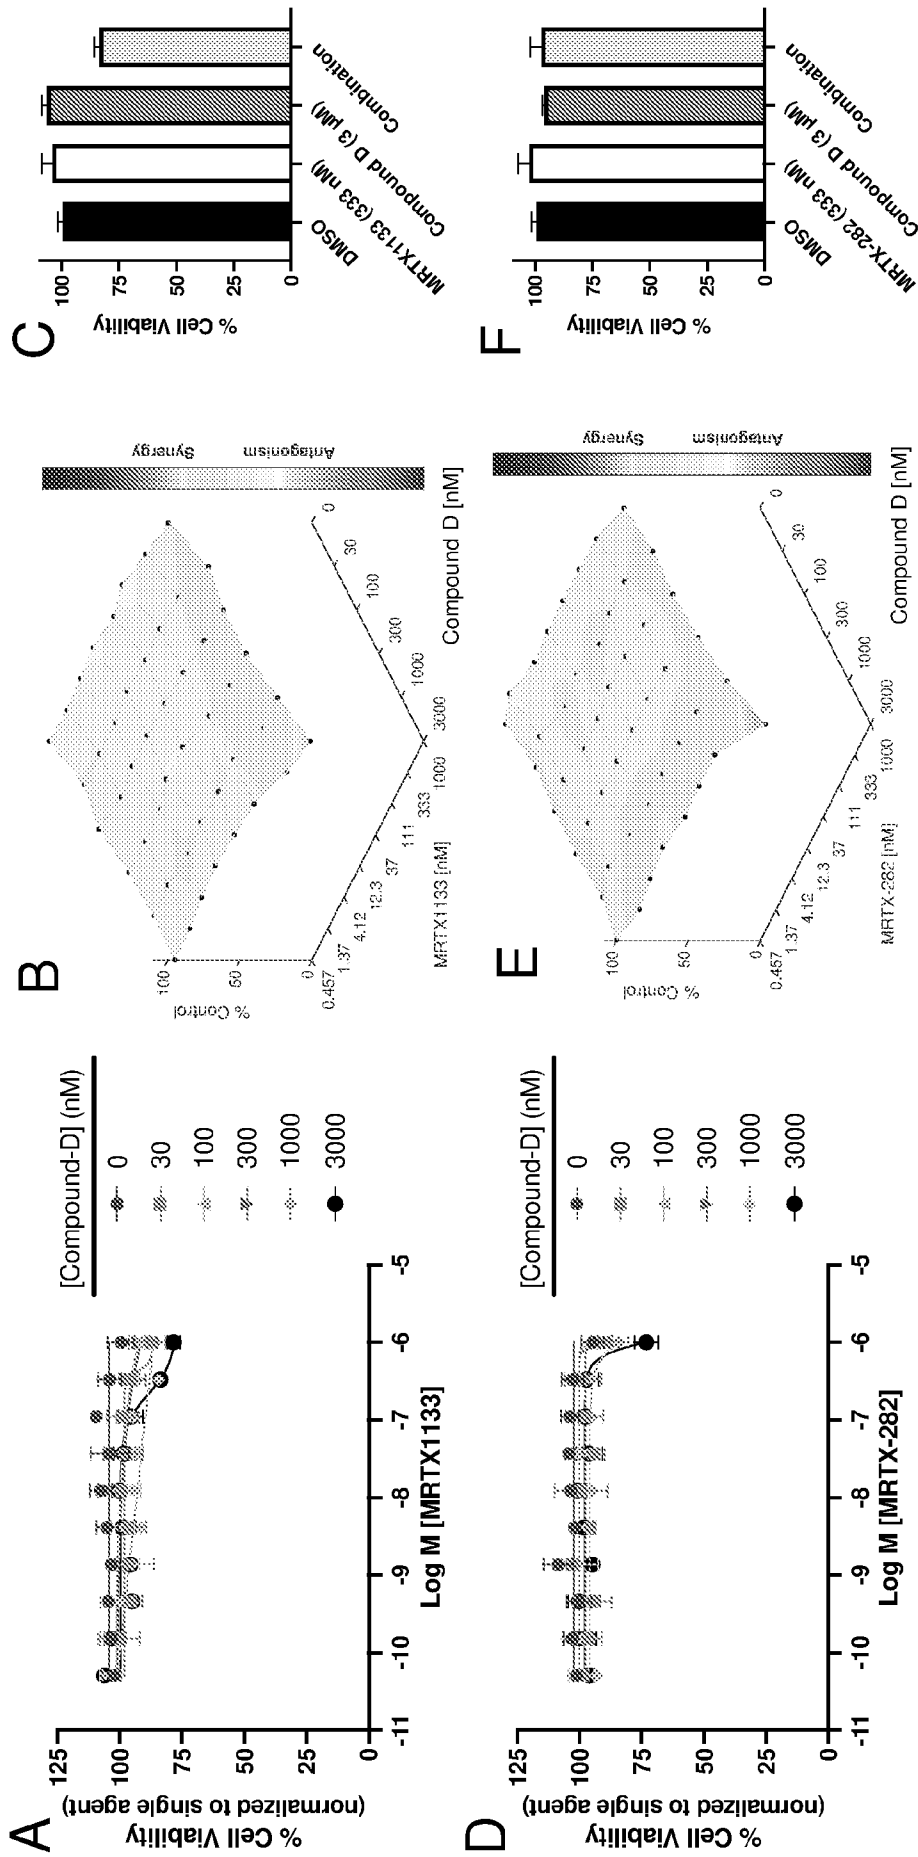 A
% Cell Viability
(normalized to single agent)
125
100
75
50
25
0
-11
-10
-9
-8
-7
-6
-5
Log M [MRTX1133]
[Compound-D] (nM)
0
30
100
300
1000
3000
B
% Control
100
50
0
0.457
1.37
4.12
12.3
37
111
333
1000
MRTX1133 [nM]
3000
1000
300
100
30
0
Compound D [nM]
Synergy
Antagonism
C
% Cell Viability
100
75
50
25
0
DMSO
MRTX1133 (333 nM)
Compound D (3 µM)
Combination
D
% Cell Viability
(normalized to single agent)
125
100
75
50
25
0
-11
-10
-9
-8
-7
-6
-5
Log M [MRTX-282]
[Compound-D] (nM)
0
30
100
300
1000
3000
E
% Control
100
50
0
0.457
1.37
4.12
12.3
37
111
333
1000
MRTX-282 [nM]
3000
1000
300
100
30
0
Compound D [nM]
Synergy
Antagonism
F
% Cell Viability
100
75
50
25
0
DMSO
MRTX-282 (333 nM)
Compound D (3 µM)
Combination